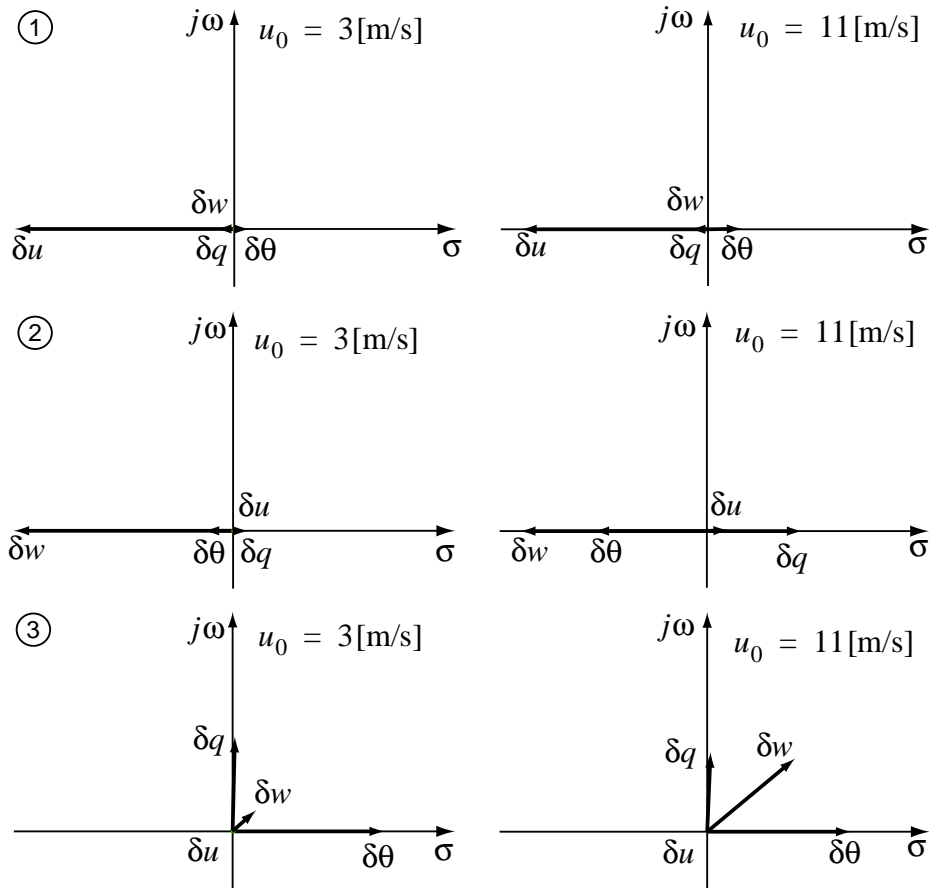 ① jω u₀ = 3[m/s] jω u₀ = 11[m/s]
δw δw
δu δq δθ σ δu δq δθ σ
② jω u₀ = 3[m/s] jω u₀ = 11[m/s]
δu δu
δw δθ δq σ δw δθ δq σ
③ jω u₀ = 3[m/s] jω u₀ = 11[m/s]
δq δw δq δw
δu δθ σ δu δθ σ